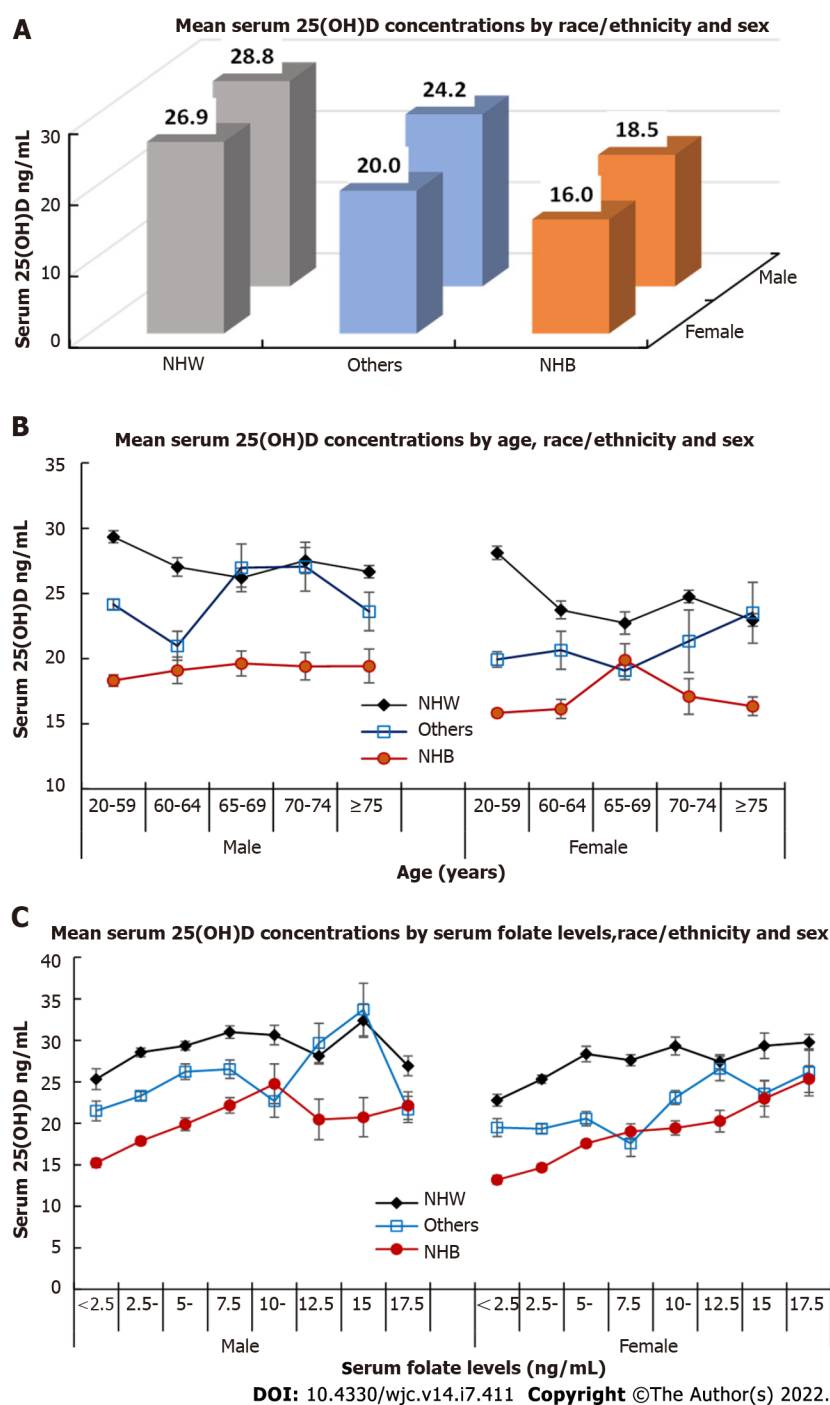 A
Mean serum 25(OH)D concentrations by race/ethnicity and sex
28.8
26.9
24.2
20.0
18.5
16.0
30
20
10
0
Serum 25(OH)D ng/mL
Male
Female
NHW Others NHB
B
Mean serum 25(OH)D concentrations by age, race/ethnicity and sex
35
30
25
20
15
10
Serum 25(OH)D ng/mL
NHW
Others
NHB
20-59 60-64 65-69 70-74 ≥75 20-59 60-64 65-69 70-74 ≥75
Male Female
Age (years)
C
Mean serum 25(OH)D concentrations by serum folate levels,race/ethnicity and sex
40
35
30
25
20
15
10
5
0
Serum 25(OH)D ng/mL
NHW
Others
NHB
<2.5 2.5- 5- 7.5 10- 12.5 15 17.5 <2.5 2.5- 5- 7.5 10- 12.5 15 17.5
Male Female
Serum folate levels (ng/mL)
DOI: 10.4330/wjc.v14.i7.411 Copyright ©The Author(s) 2022.